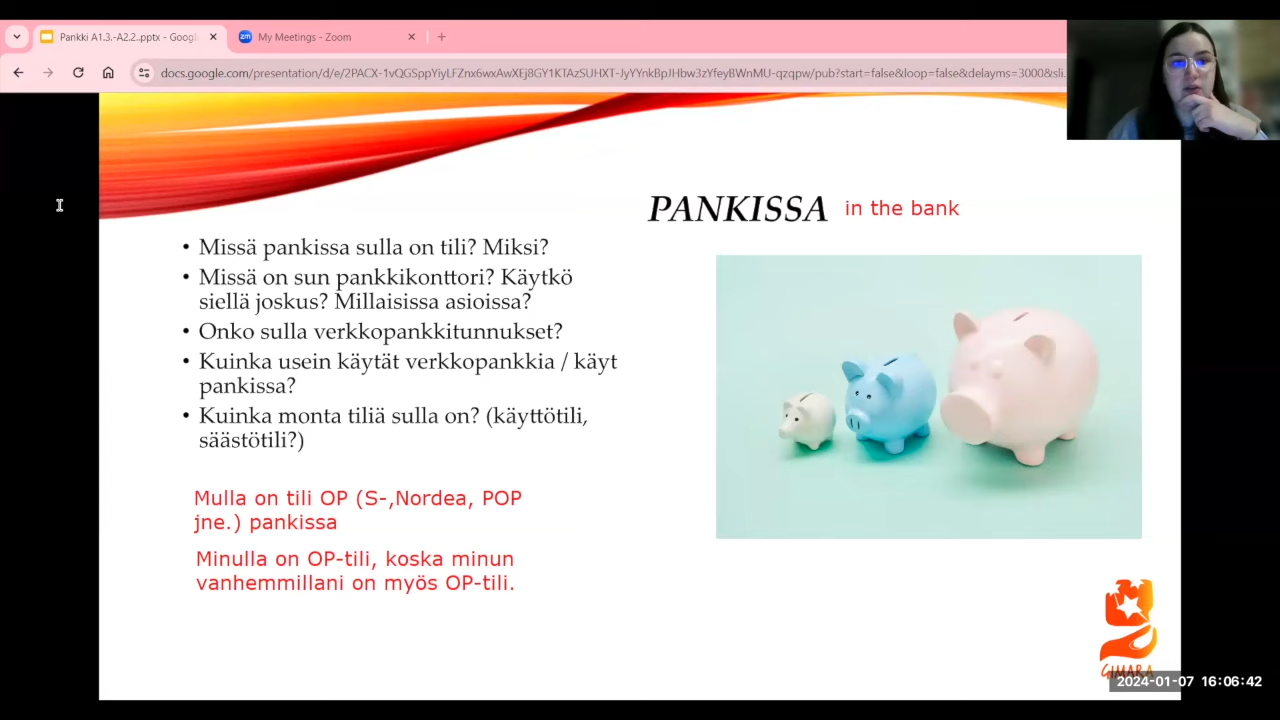 Pankki A1.3.-A2.2..pptx - Goog
My Meetings - Zoom
docs.google.com/presentation/d/e/2PACX-1vQGSppYiyLFZnx6wxAwXEj8GY1KTAzSUHXT-JyYYnkBpJHbw3zYfeyBWnMU-qzqpw/pub?start=false&loop=false&delayms=3000&sli
PANKISSA in the bank
• Missä pankissa sulla on tili? Miksi?
• Missä on sun pankkikonttori? Käytkö
siellä joskus? Millaisissa asioissa?
• Onko sulla verkkopankkitunnukset?
• Kuinka usein käytät verkkopankkia / käyt
pankissa?
• Kuinka monta tiliä sulla on? (käyttötili,
säästötili?)
Mulla on tili OP (S-,Nordea, POP
jne.) pankissa
Minulla on OP-tili, koska minun
vanhemmillani on myös OP-tili.
GIMARA
2024-01-07 16:06:42